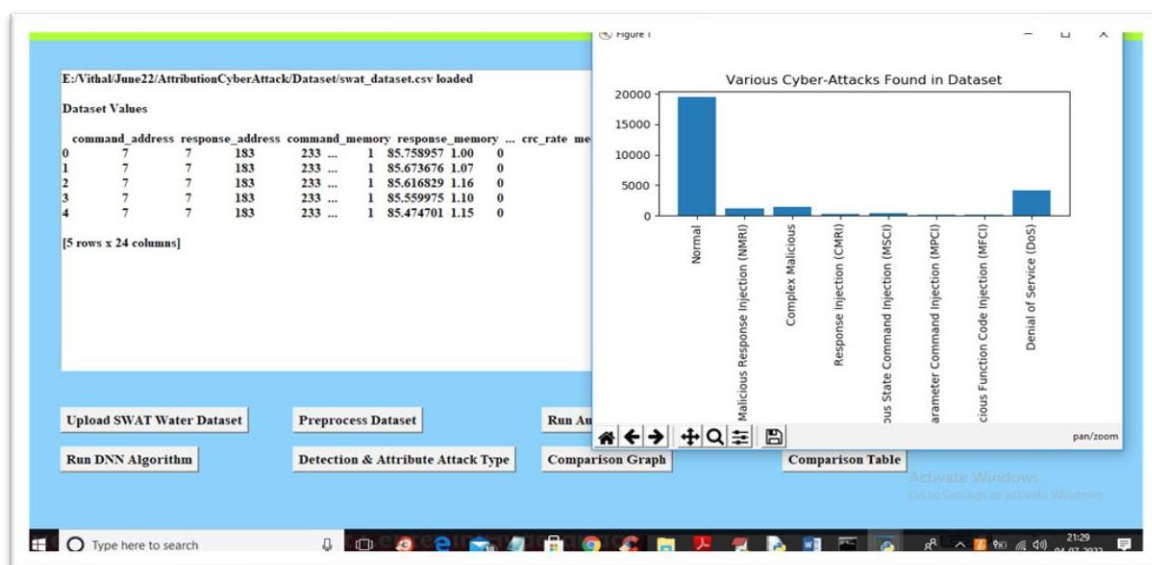 Figure 1
E:/Vithal/June22/AttributionCyberAttack/Dataset/swat_dataset.csv loaded
Dataset Values
command_address response_address command_memory response_memory ... crc_rate me
0 7 7 183 233 ... 1 85.758957 1.00 0
1 7 7 183 233 ... 1 85.673676 1.07 0
2 7 7 183 233 ... 1 85.616829 1.16 0
3 7 7 183 233 ... 1 85.559975 1.10 0
4 7 7 183 233 ... 1 85.474701 1.15 0
[5 rows x 24 columns]
Various Cyber-Attacks Found in Dataset
20000
15000
10000
5000
0
Normal
Malicious Response Injection (NMRI)
Complex Malicious
Response Injection (CMRI)
ous State Command Injection (MSCI)
arameter Command Injection (MPCI)
cious Function Code Injection (MFCI)
Denial of Service (DoS)
pan/zoom
Upload SWAT Water Dataset
Preprocess Dataset
Run Au
Run DNN Algorithm
Detection & Attribute Attack Type
Comparison Graph
Comparison Table
Activate Windows
Go to Settings to activate Windows.
Type here to search
21:29
04-07-2022